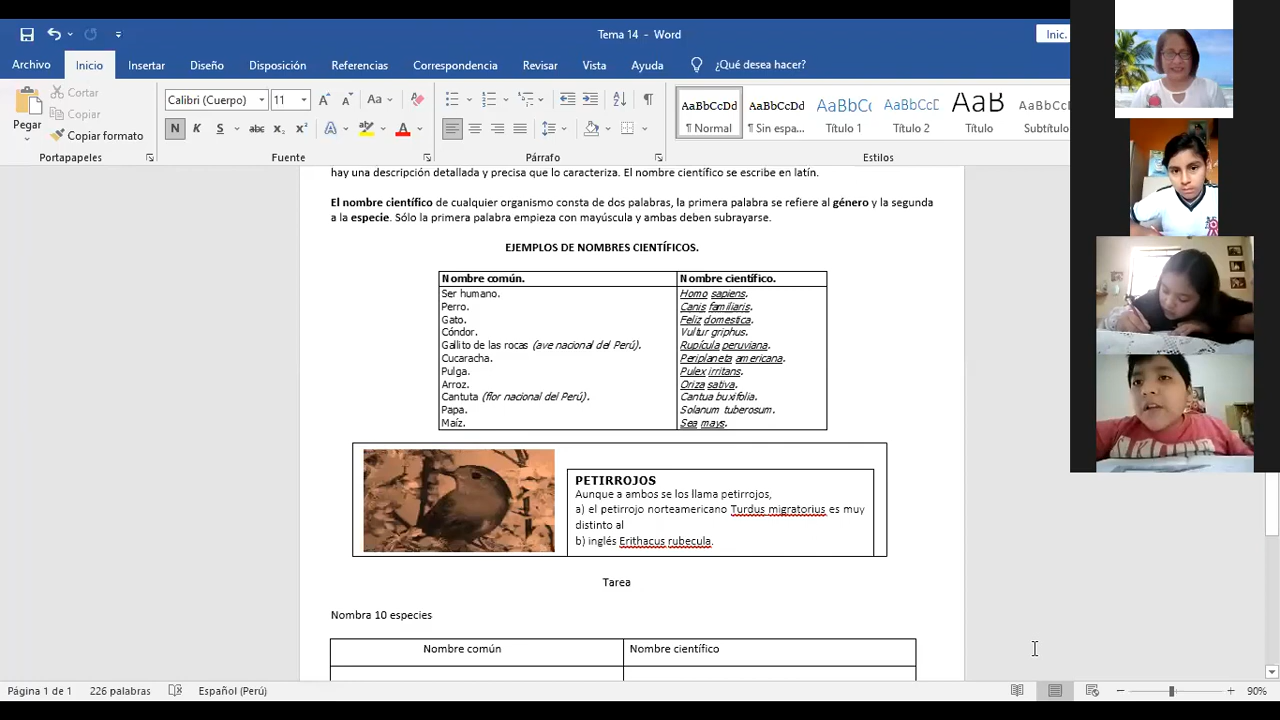 Tema 14 - Word
Inic.
Archivo Inicio Insertar Diseño Disposición Referencias Correspondencia Revisar Vista Ayuda ¿Qué desea hacer?
Pegar
Cortar
Copiar
Copiar formato
Portapapeles
Calibri (Cuerpo) 11
N K S abc x₂ x²
Fuente
Párrafo
AaBbCcDd AaBbCcDd AaBbCc AaBbCcC AaB AaBbCcD
¶ Normal ¶ Sin espa... Título 1 Título 2 Título Subtítulo
Estilos
hay una descripción detallada y precisa que lo caracteriza. El nombre científico se escribe en latín.
El nombre científico de cualquier organismo consta de dos palabras, la primera palabra se refiere al género y la segunda
a la especie. Sólo la primera palabra empieza con mayúscula y ambas deben subrayarse.
EJEMPLOS DE NOMBRES CIENTÍFICOS.
Nombre común. Nombre científico.
Ser humano. Homo sapiens.
Perro. Canis familiaris.
Gato. Feliz domestica.
Cóndor. Vultur griphus.
Gallito de las rocas (ave nacional del Perú). Rupícula peruviana.
Cucaracha. Periplaneta americana.
Pulga. Pulex irritans.
Arroz. Oriza sativa.
Cantuta (flor nacional del Perú). Cantua buxifolia.
Papa. Solanum tuberosum.
Maíz. Sea mays.
PETIRROJOS
Aunque a ambos se los llama petirrojos,
a) el petirrojo norteamericano Turdus migratorius es muy
distinto al
b) inglés Erithacus rubecula.
Tarea
Nombra 10 especies
Nombre común Nombre científico
Página 1 de 1 226 palabras Español (Perú) 90%